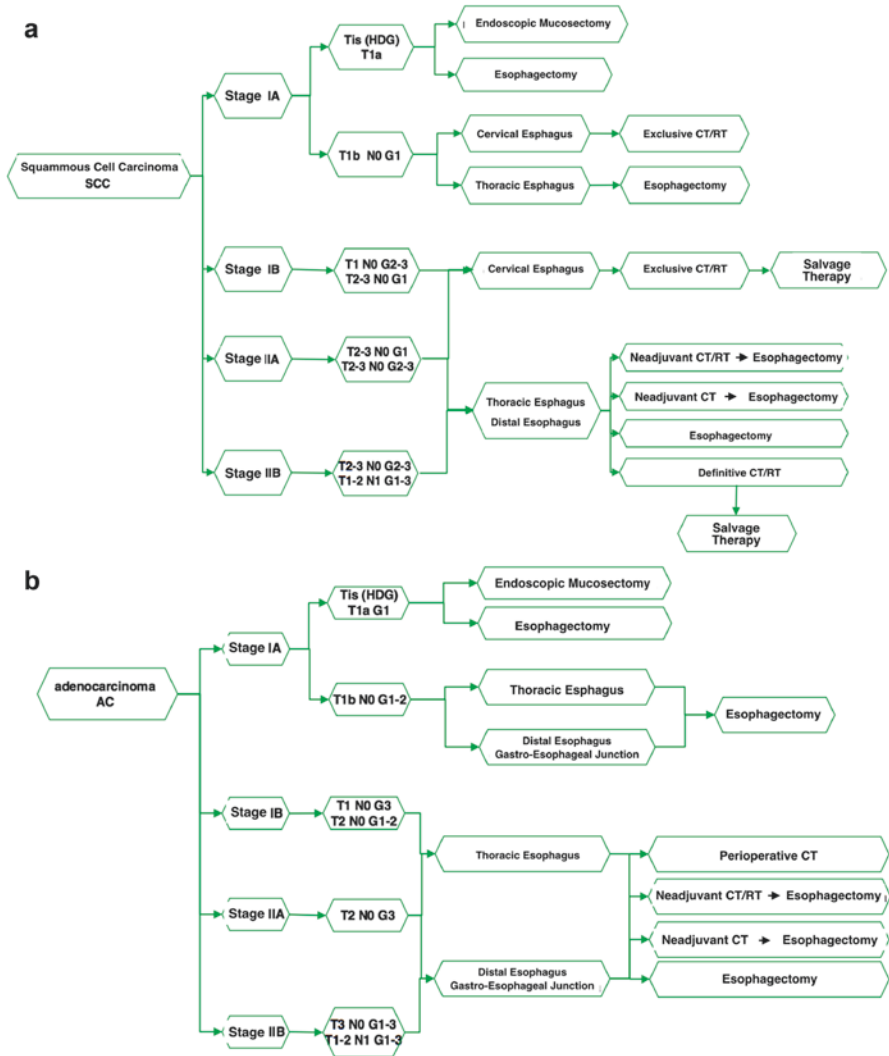 a
Tis (HDG)
T1a
Endoscopic Mucosectomy
Esophagectomy
Stage IA
T1b N0 G1
Cervical Esphagus
Exclusive CT/RT
Thoracic Esphagus
Esophagectomy
Squammous Cell Carcinoma
SCC
Stage IB
T1 N0 G2-3
T2-3 N0 G1
Cervical Esphagus
Exclusive CT/RT
Salvage
Therapy
Stage IIA
T2-3 N0 G1
T2-3 N0 G2-3
Thoracic Esphagus
Distal Esophagus
Neadjuvant CT/RT → Esophagectomy
Neadjuvant CT → Esophagectomy
Esophagectomy
Definitive CT/RT
Stage IIB
T2-3 N0 G2-3
T1-2 N1 G1-3
Salvage
Therapy
b
Tis (HDG)
T1a G1
Endoscopic Mucosectomy
Esophagectomy
Stage IA
adenocarcinoma
AC
T1b N0 G1-2
Thoracic Esphagus
Distal Esophagus
Gastro-Esophageal Junction
Esophagectomy
Stage IB
T1 N0 G3
T2 N0 G1-2
Thoracic Esophagus
Perioperative CT
Neadjuvant CT/RT → Esophagectomy
Stage IIA
T2 N0 G3
Neadjuvant CT → Esophagectomy
Distal Esophagus
Gastro-Esophageal Junction
Esophagectomy
Stage IIB
T3 N0 G1-3
T1-2 N1 G1-3